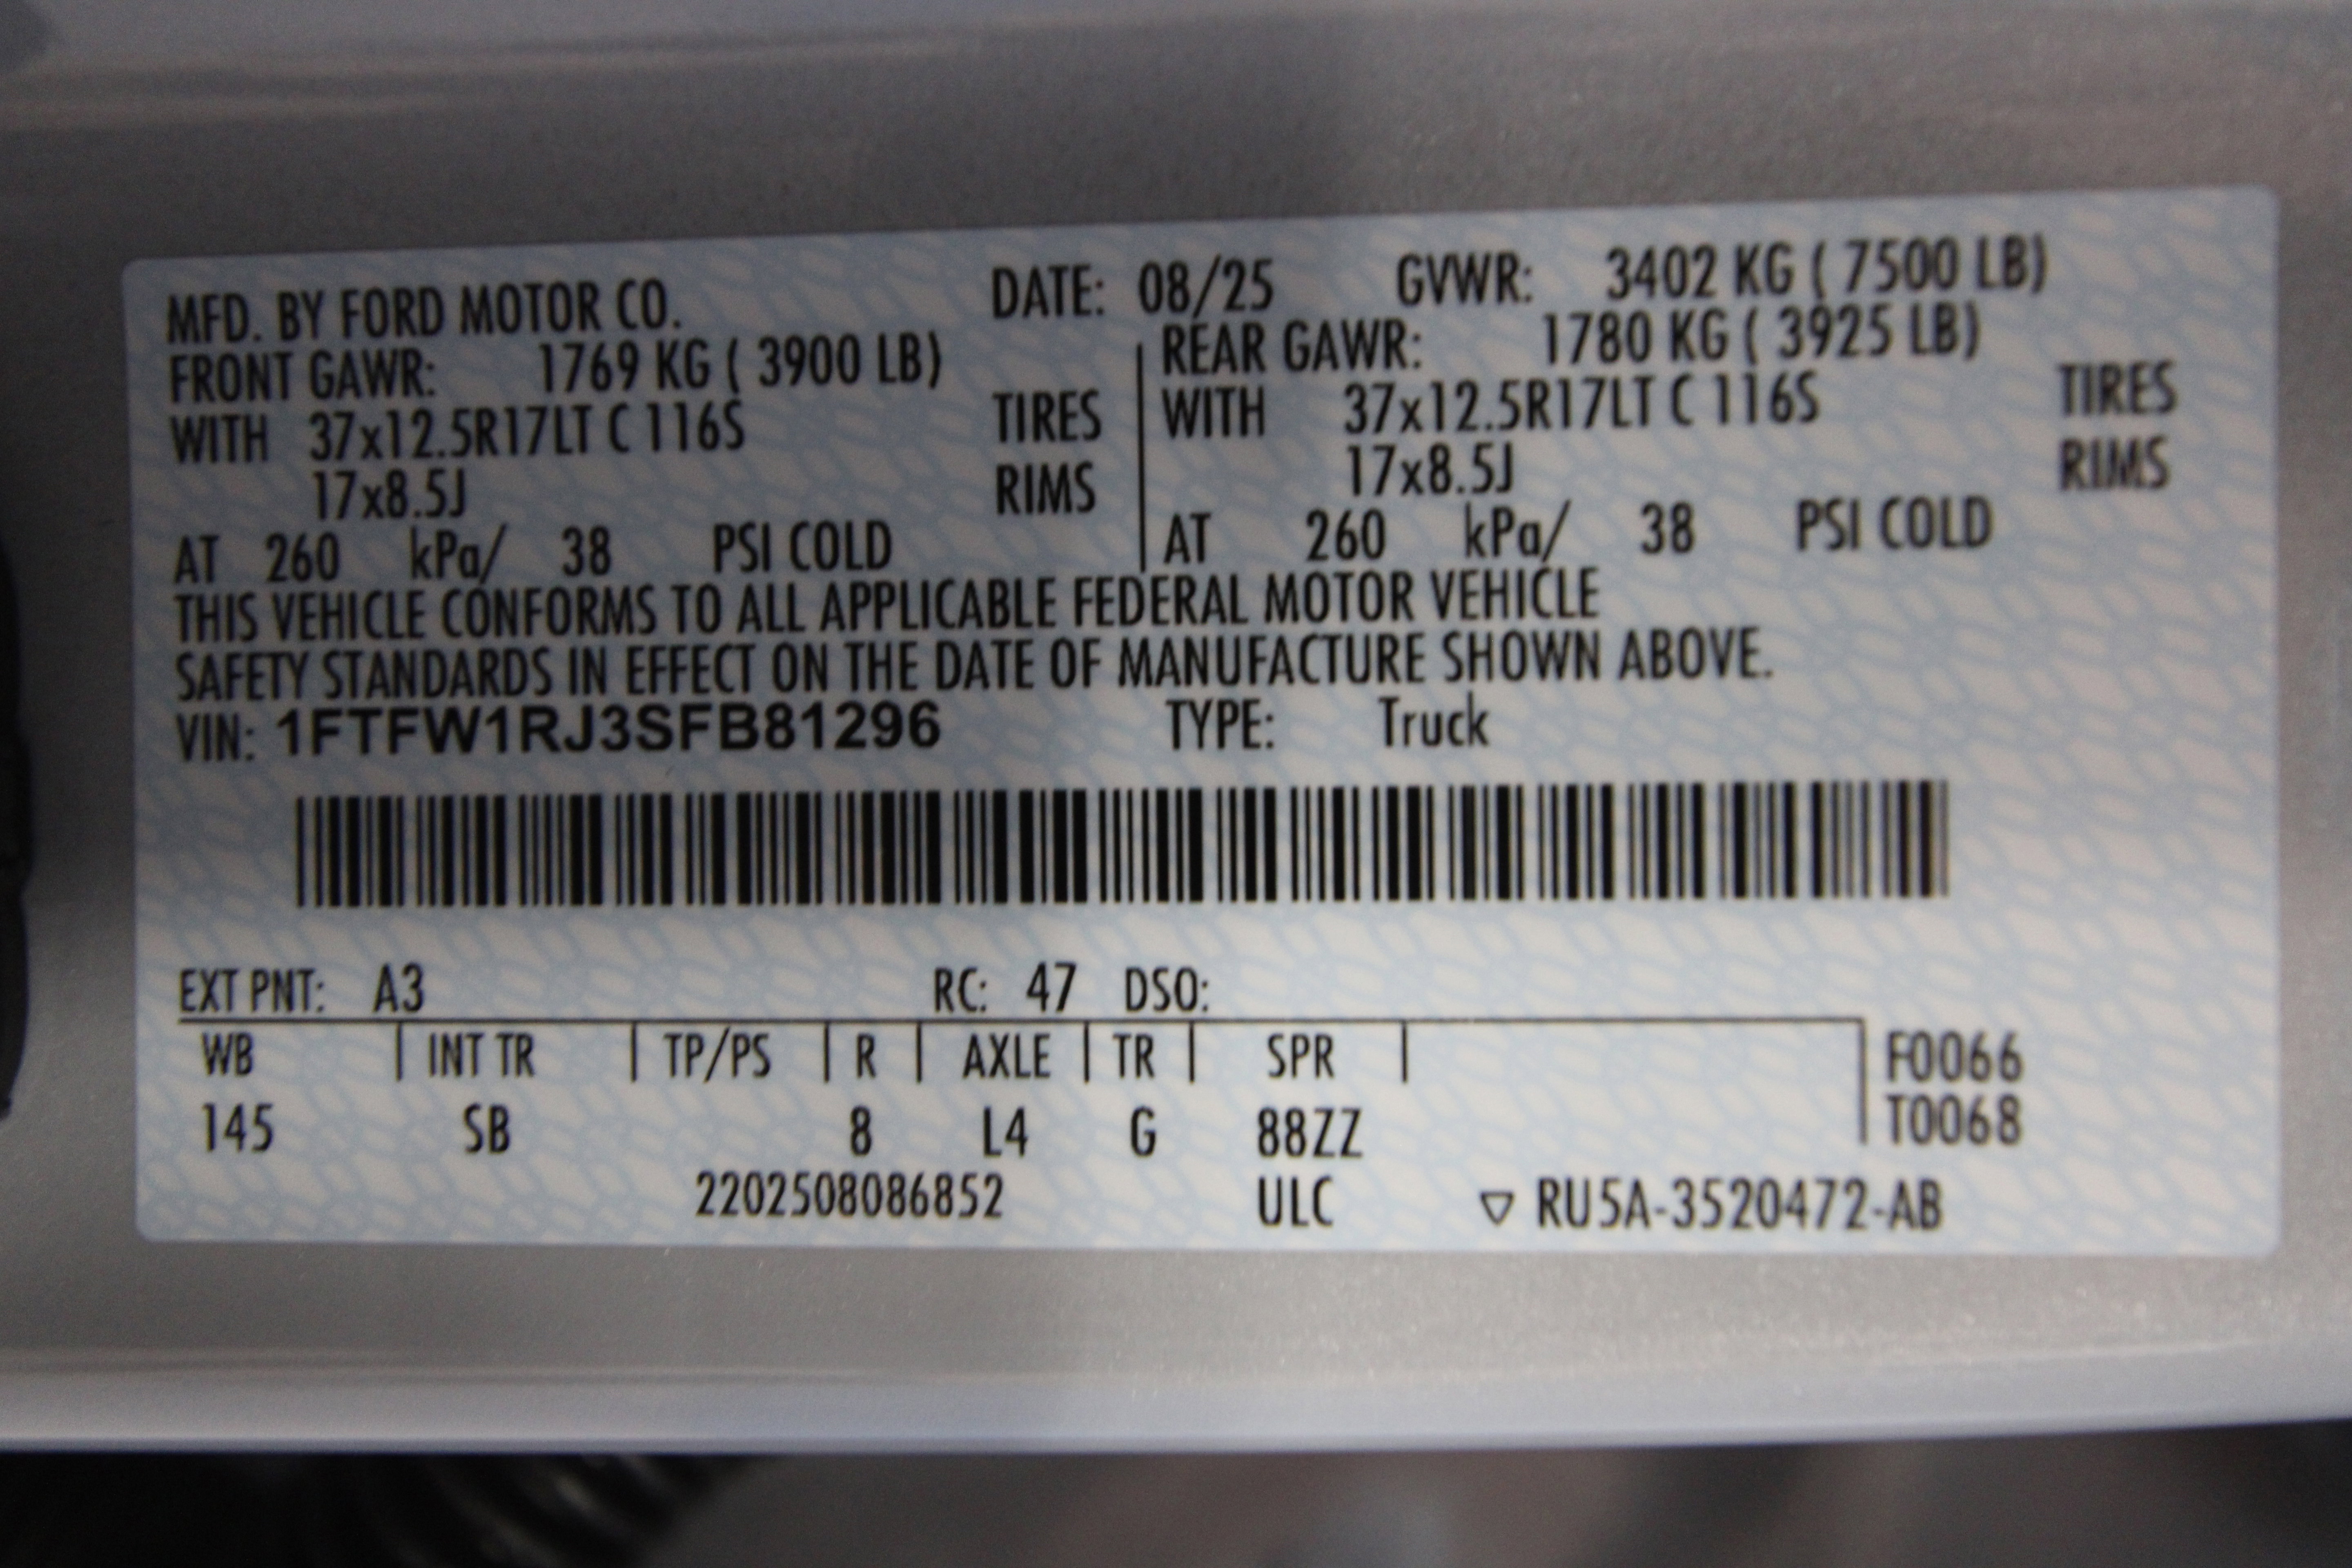 MFD. BY FORD MOTOR CO. DATE: 08/25 GVWR: 3402 KG ( 7500 LB)
FRONT GAWR: 1769 KG ( 3900 LB) REAR GAWR: 1780 KG ( 3925 LB)
WITH 37x12.5R17LT C 116S TIRES WITH 37x12.5R17LT C 116S TIRES
17x8.5J RIMS 17x8.5J RIMS
AT 260 kPa/ 38 PSI COLD AT 260 kPa/ 38 PSI COLD
THIS VEHICLE CONFORMS TO ALL APPLICABLE FEDERAL MOTOR VEHICLE
SAFETY STANDARDS IN EFFECT ON THE DATE OF MANUFACTURE SHOWN ABOVE.
VIN: 1FTFW1RJ3SFB81296 TYPE: Truck
EXT PNT: A3 RC: 47 DSO:
WB | INT TR | TP/PS | R | AXLE | TR | SPR | F0066
145 SB 8 L4 G 88ZZ T0068
2202508086852 ULC ▽ RU5A-3520472-AB